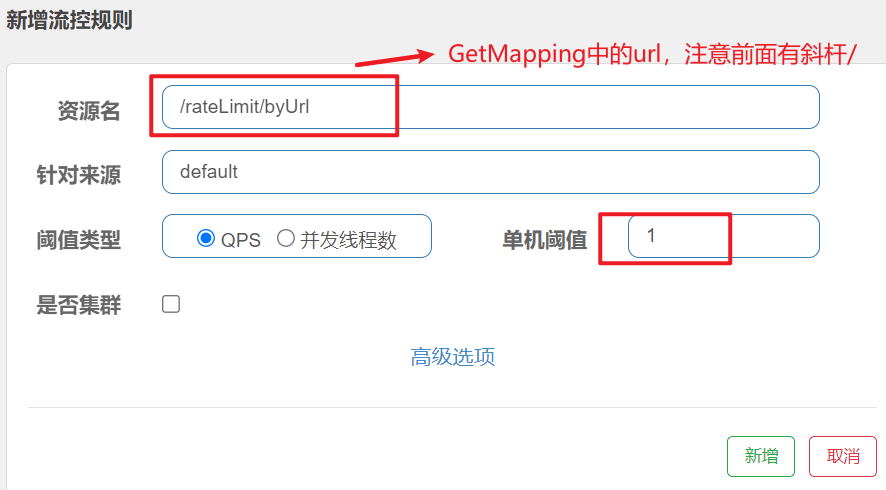 新增流控规则
GetMapping中的url，注意前面有斜杆/
资源名 /rateLimit/byUrl
针对来源 default
阈值类型 QPS 并发线程数 单机阈值 1
是否集群
高级选项
新增 取消